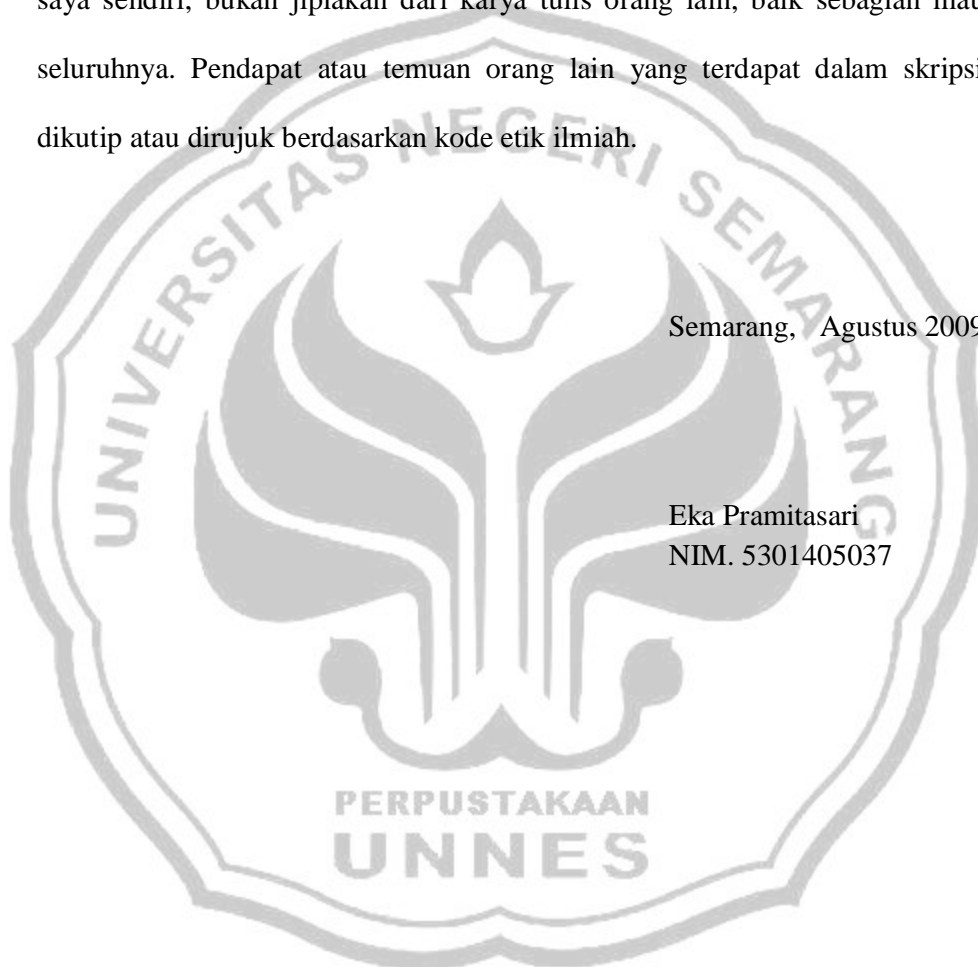 saya sendiri, bukan jiplakan dari karya tulis orang lain, baik sebagian
seluruhnya. Pendapat atau temuan orang lain yang terdapat dalam skripsi
dikutip atau dirujuk berdasarkan kode etik ilmiah.
UNIVERSITAS NEGERI SEMARANG
Semarang, Agustus 2009
Eka Pramitasari
NIM. 5301405037
PERPUSTAKAAN
UNNES